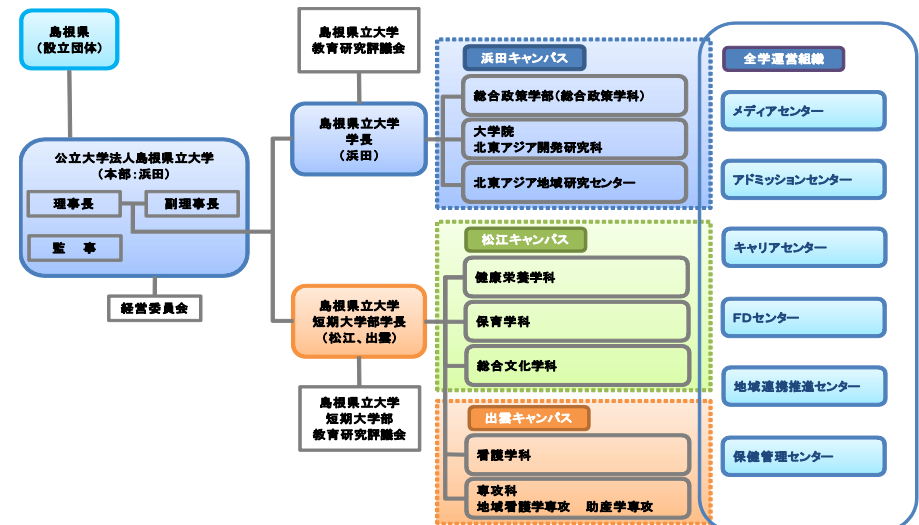 島根県
（設立団体）
公立大学法人島根県立大学
（本部：浜田）
理事長
副理事長
監　事
経営委員会
島根県立大学
教育研究評議会
島根県立大学
学長
（浜田）
島根県立大学
短期大学部学長
（松江、出雲）
島根県立大学
短期大学部
教育研究評議会
浜田キャンパス
総合政策学部（総合政策学科）
大学院
北東アジア開発研究科
北東アジア地域研究センター
松江キャンパス
健康栄養学科
保育学科
総合文化学科
出雲キャンパス
看護学科
専攻科
地域看護学専攻　助産学専攻
全学運営組織
メディアセンター
アドミッションセンター
キャリアセンター
ＦＤセンター
地域連携推進センター
保健管理センター